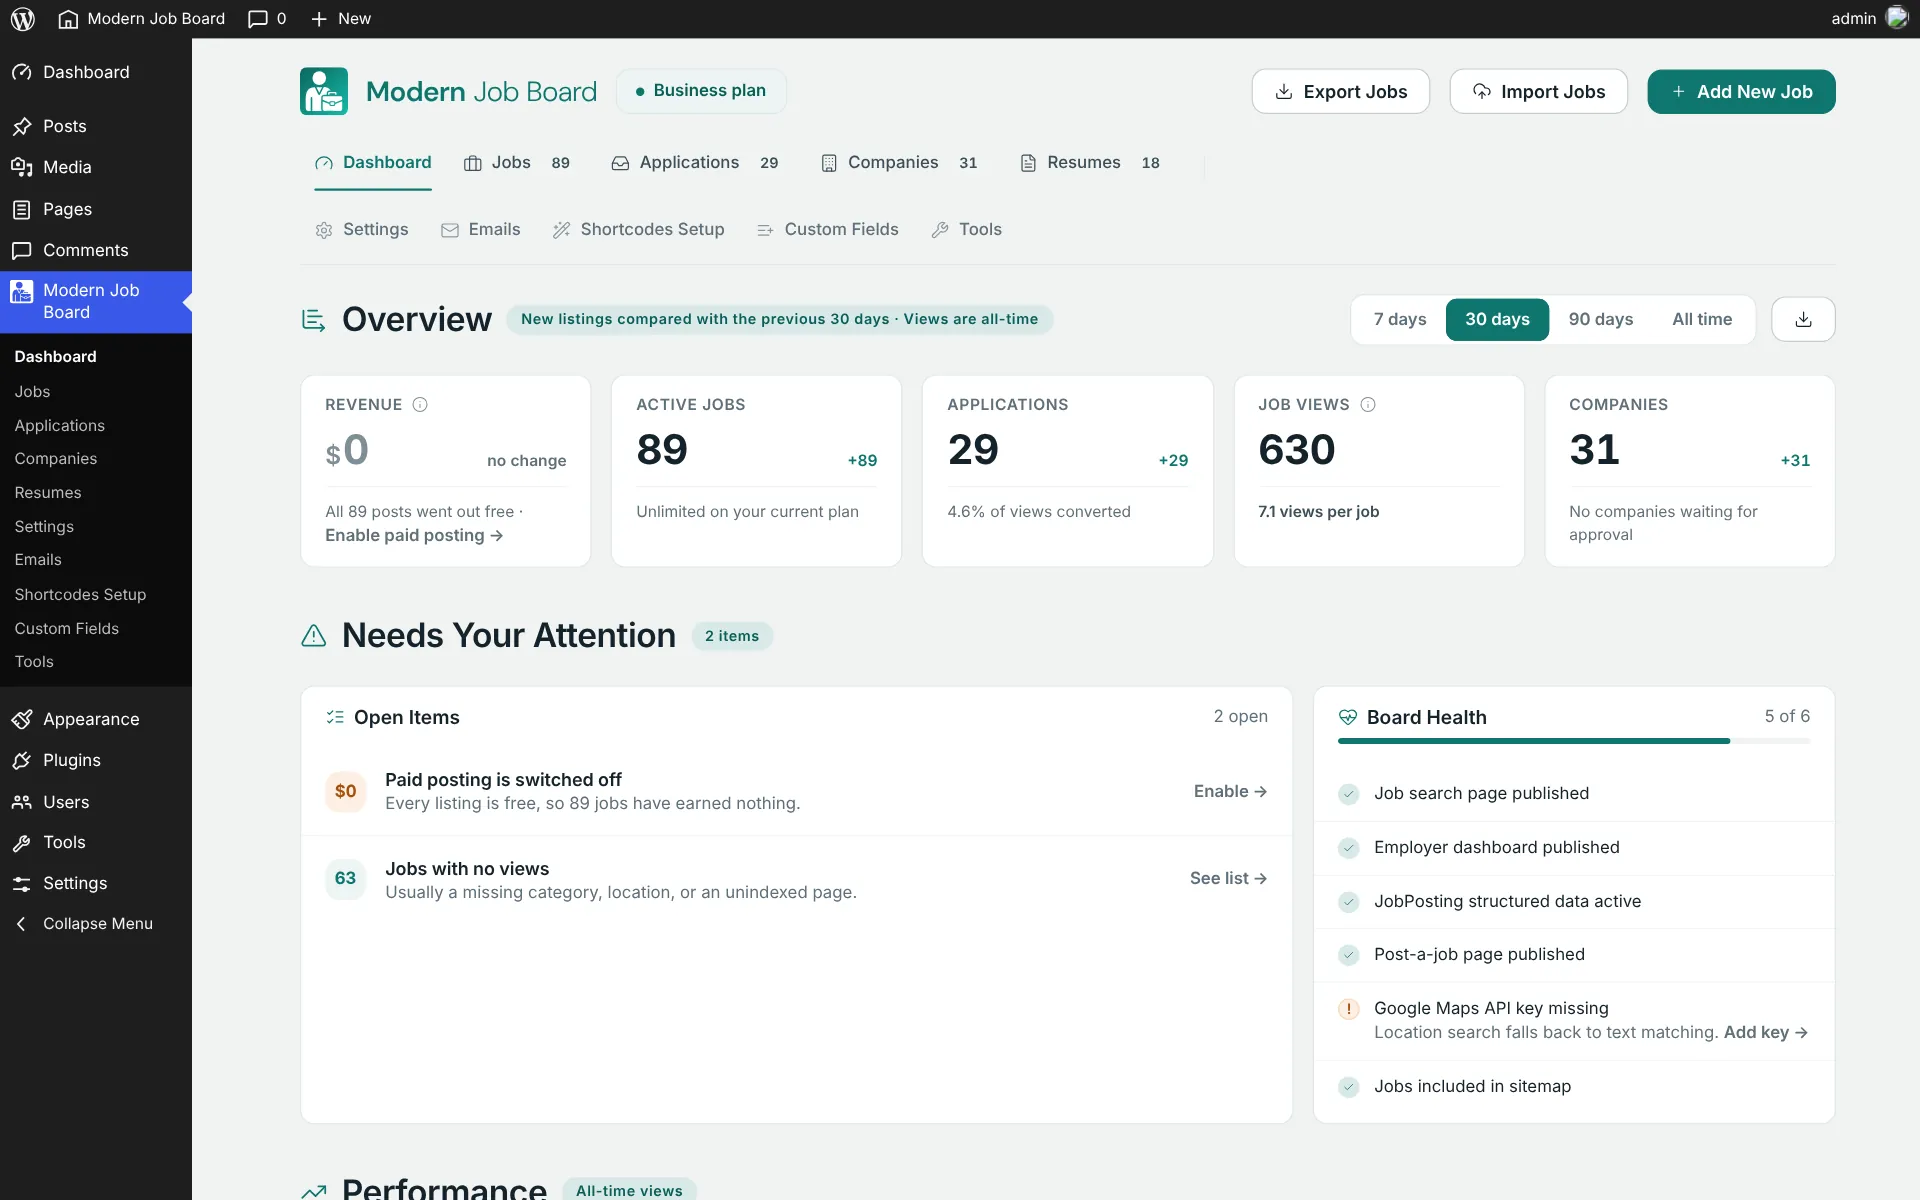 Modern Job Board
0
New
admin
Dashboard
Posts
Media
Pages
Comments
Modern Job
Board
Dashboard
Jobs
Applications
Companies
Resumes
Settings
Emails
Shortcodes Setup
Custom Fields
Tools
Appearance
Plugins
Users
Tools
Settings
Collapse Menu
Modern Job Board
Business plan
Export Jobs
Import Jobs
+ Add New Job
Dashboard
Jobs 89
Applications 29
Companies 31
Resumes 18
Settings
Emails
Shortcodes Setup
Custom Fields
Tools
Overview
New listings compared with the previous 30 days · Views are all-time
7 days
30 days
90 days
All time
REVENUE
$0
no change
All 89 posts went out free ·
Enable paid posting →
ACTIVE JOBS
89
+89
Unlimited on your current plan
APPLICATIONS
29
+29
4.6% of views converted
JOB VIEWS
630
7.1 views per job
COMPANIES
31
+31
No companies waiting for
approval
Needs Your Attention
2 items
Open Items
2 open
$0
Paid posting is switched off
Every listing is free, so 89 jobs have earned nothing.
Enable →
63
Jobs with no views
Usually a missing category, location, or an unindexed page.
See list →
Board Health
5 of 6
Job search page published
Employer dashboard published
JobPosting structured data active
Post-a-job page published
! Google Maps API key missing
Location search falls back to text matching. Add key →
Jobs included in sitemap
Performance
All-time views